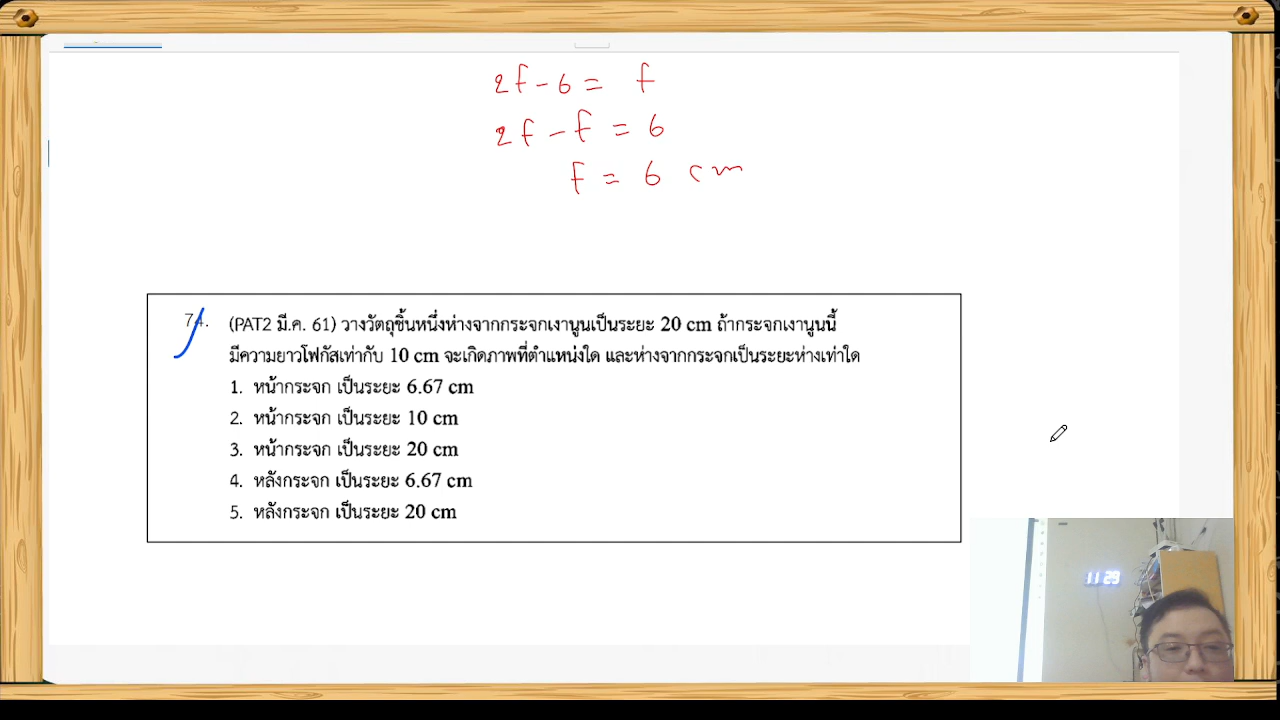 2f - 6 = f
2f - f = 6
f = 6 cm
74. (PAT2 มี.ค. 61) วางวัตถุชิ้นหนึ่งห่างจากกระจกเงานูนเป็นระยะ 20 cm ถ้ากระจกเงานูนนี้
มีความยาวโฟกัสเท่ากับ 10 cm จะเกิดภาพที่ตำแหน่งใด และห่างจากกระจกเป็นระยะห่างเท่าใด
1. หน้ากระจก เป็นระยะ 6.67 cm
2. หน้ากระจก เป็นระยะ 10 cm
3. หน้ากระจก เป็นระยะ 20 cm
4. หลังกระจก เป็นระยะ 6.67 cm
5. หลังกระจก เป็นระยะ 20 cm
11 29